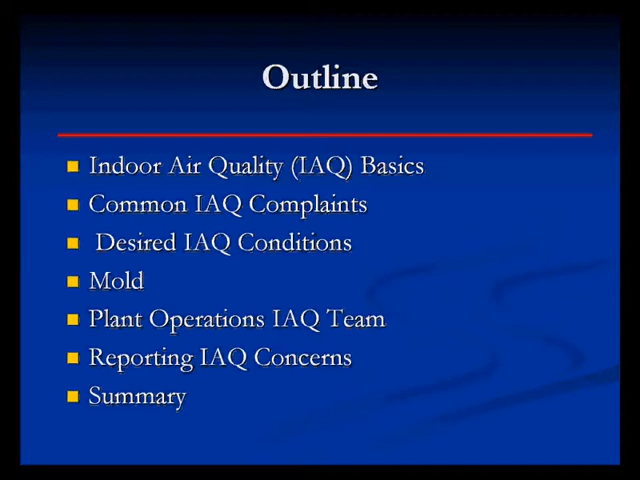 Outline
Indoor Air Quality (IAQ) Basics
Common IAQ Complaints
Desired IAQ Conditions
Mold
Plant Operations IAQ Team
Reporting IAQ Concerns
Summary